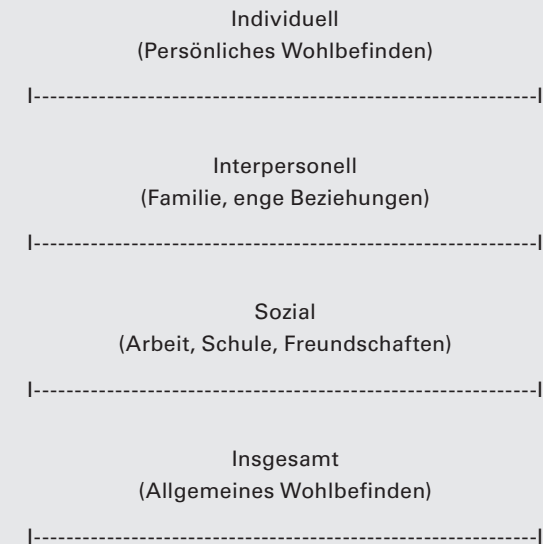 Individuell
(Persönliches Wohlbefinden)
I--------------------------------------------------------------I
Interpersonell
(Familie, enge Beziehungen)
I--------------------------------------------------------------I
Sozial
(Arbeit, Schule, Freundschaften)
I--------------------------------------------------------------I
Insgesamt
(Allgemeines Wohlbefinden)
I--------------------------------------------------------------I